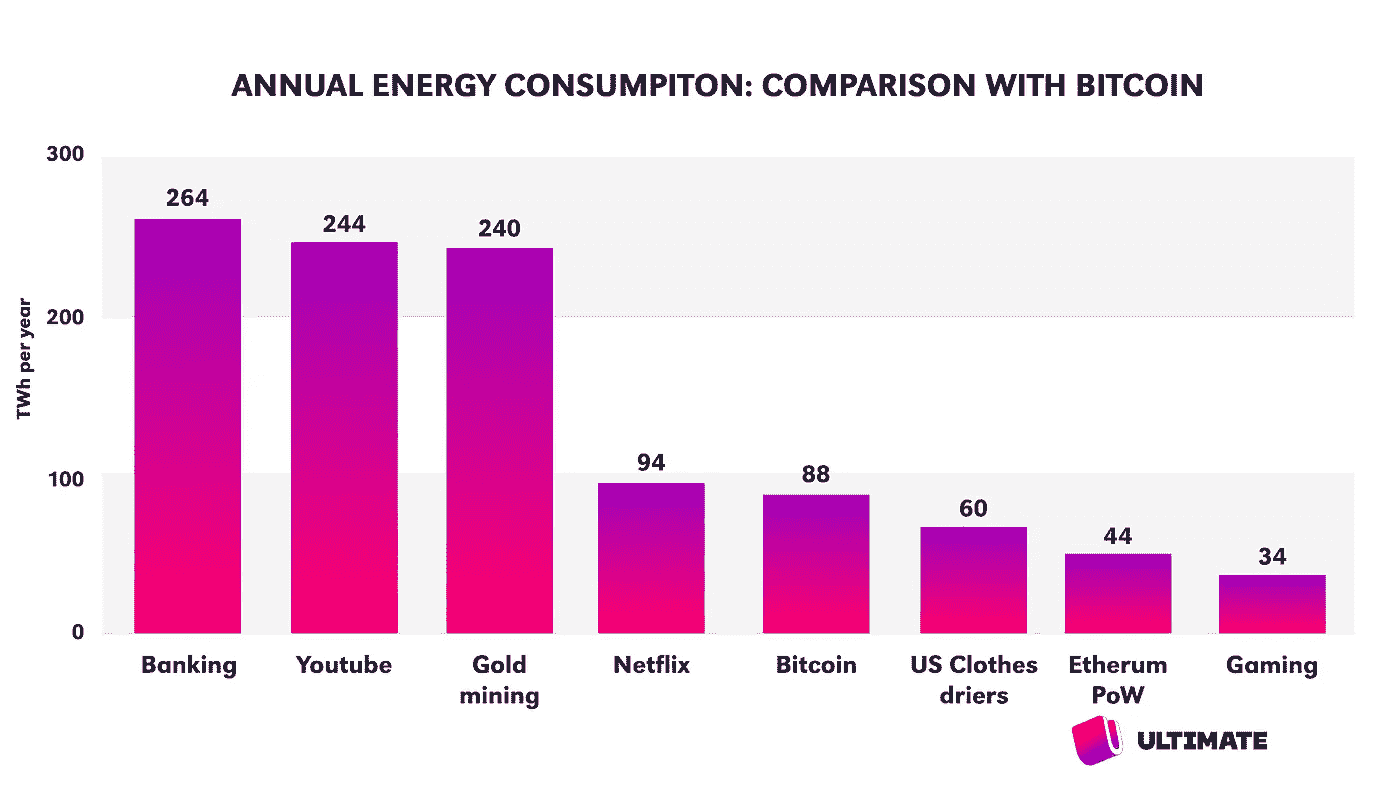 ANNUAL ENERGY CONSUMPITON: COMPARISON WITH BITCOIN
TWh per year
300
200
100
0
264
244
240
94
88
60
44
34
Banking
Youtube
Gold
mining
Netflix
Bitcoin
US Clothes
driers
Etherum
PoW
Gaming
ULTIMATE